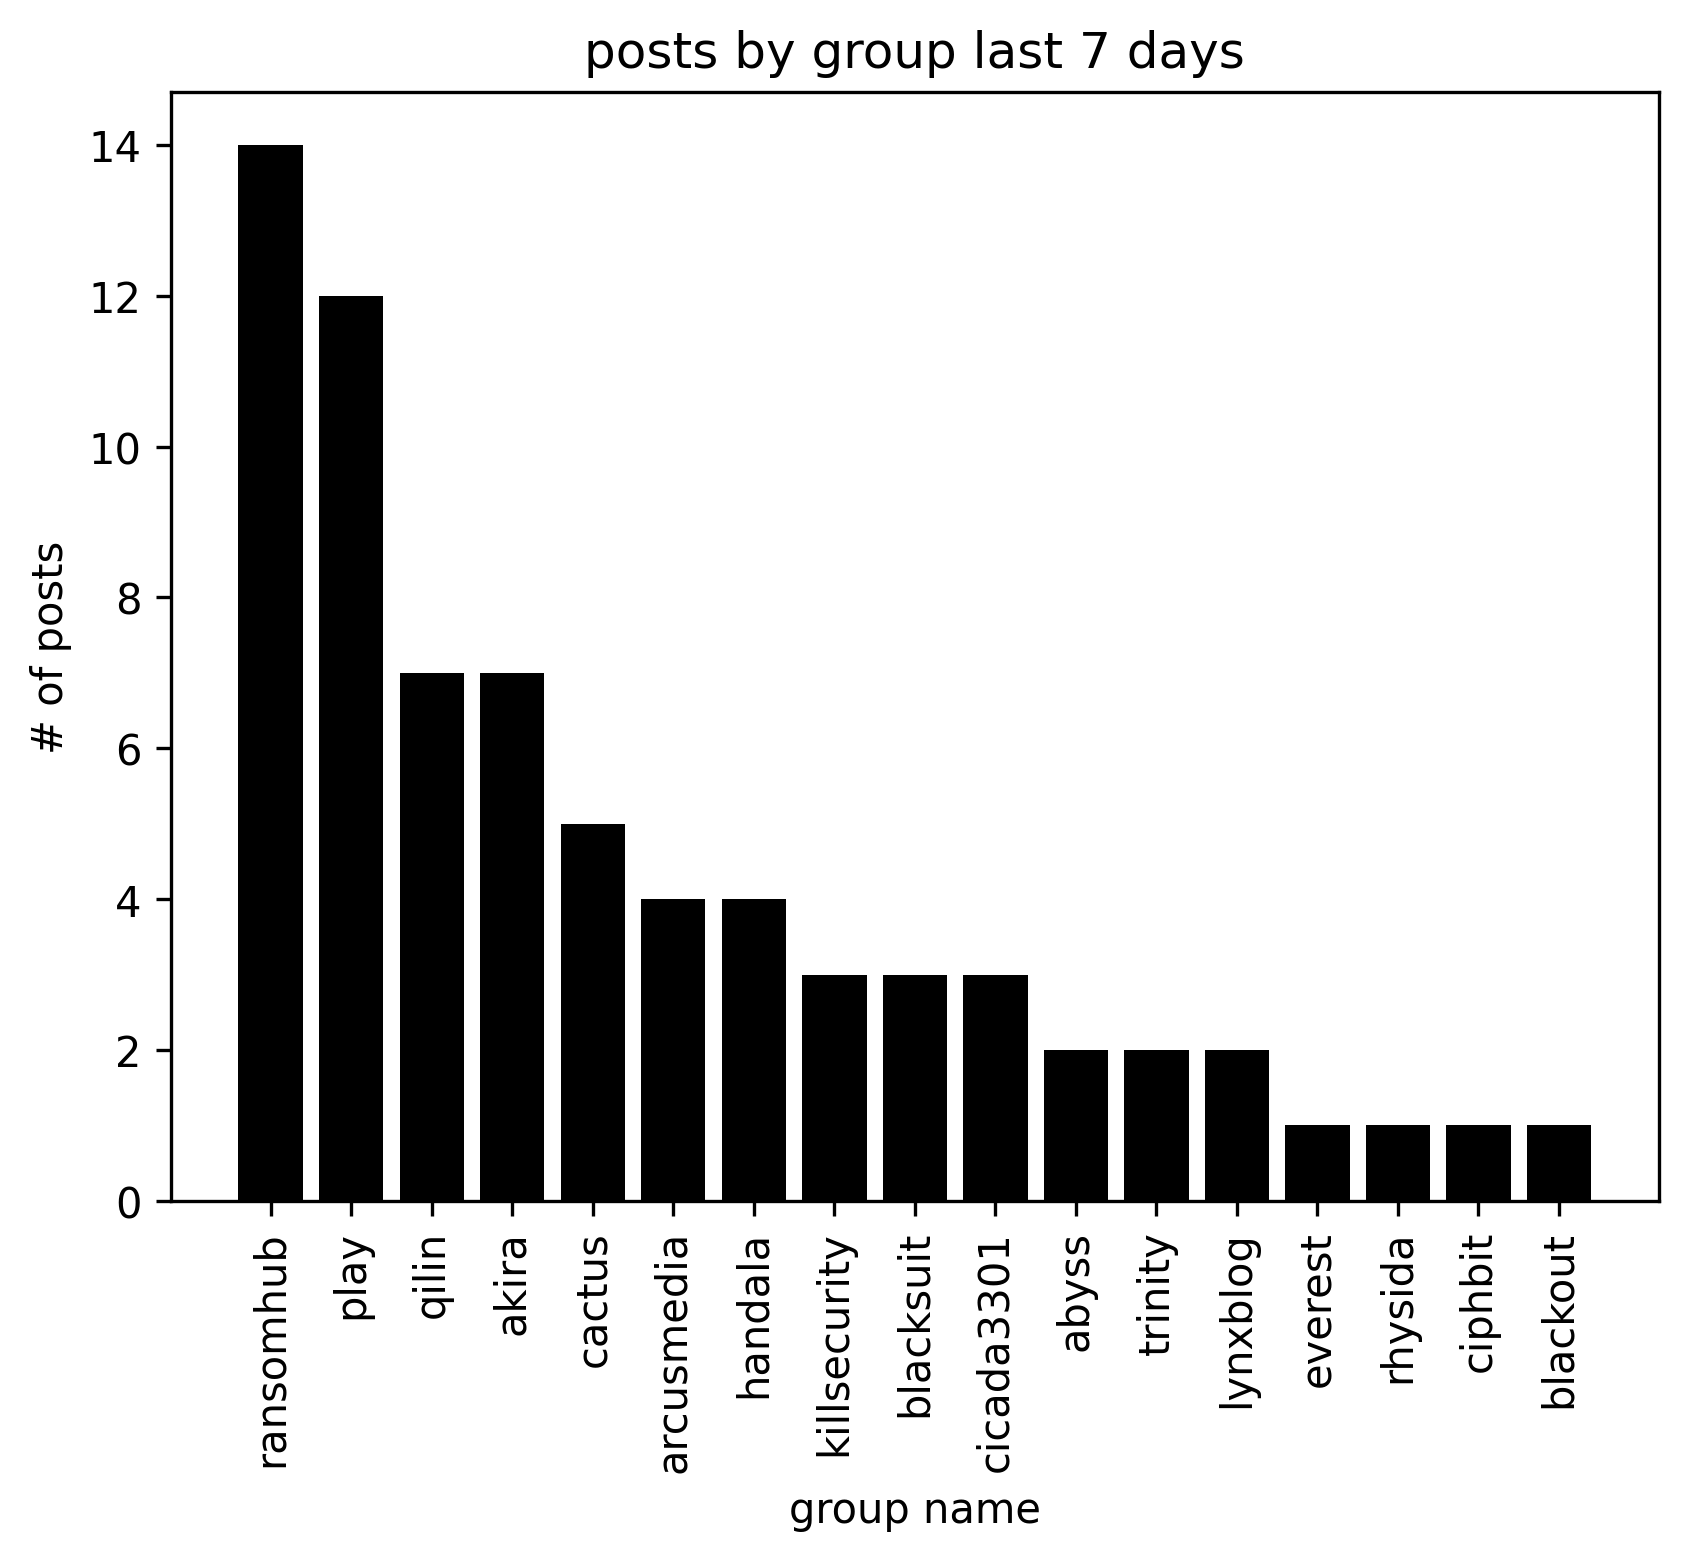 posts by group last 7 days
14
12
10
8
6
4
2
0
# of posts
ransomhub
play
qilin
akira
cactus
arcusmedia
handala
killsecurity
blacksuit
cicada3301
abyss
trinity
lynxblog
everest
rhysida
ciphbit
blackout
group name